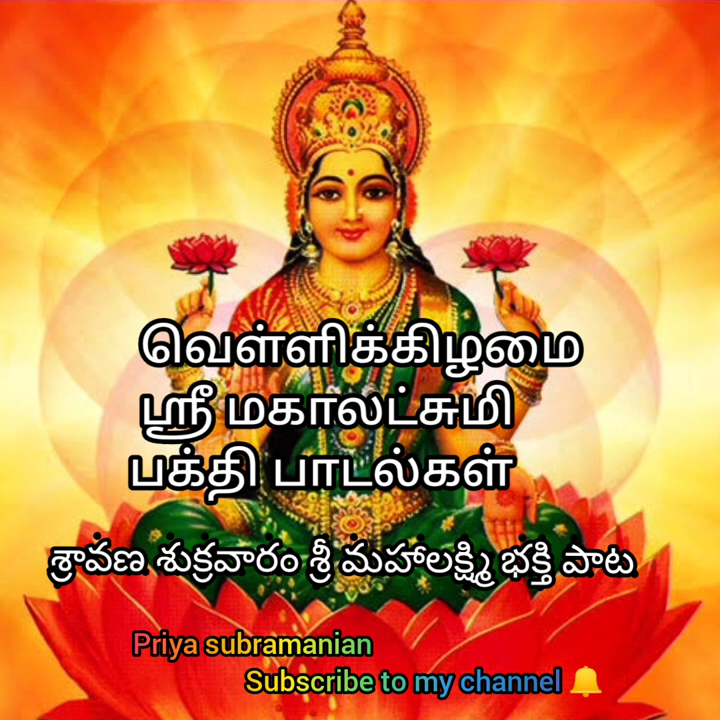 வெள்ளிக்கிழமை
ஸ்ரீ மகாலட்சுமி
பக்தி பாடல்கள்
శ్రావణ శుక్రవారం శ్రీ మహాలక్ష్మి భక్తి పాట
Priya subramanian
Subscribe to my channel 🔔